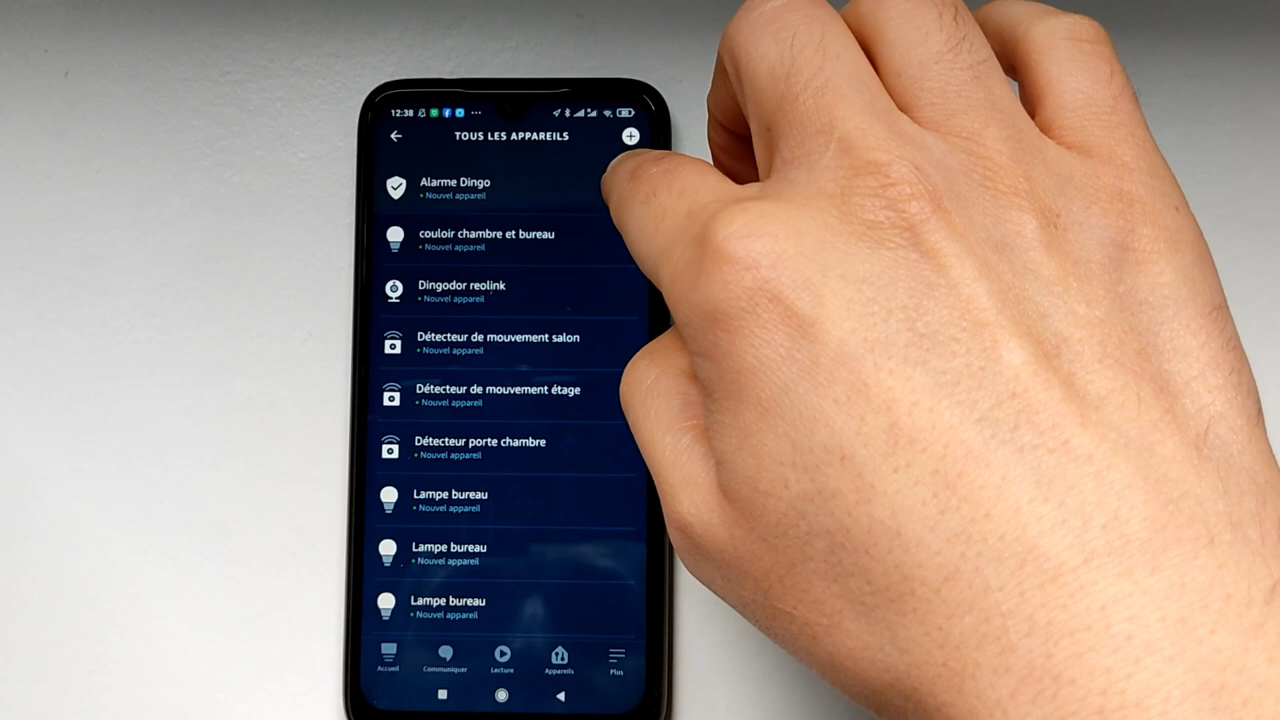 12:38
TOUS LES APPAREILS
Alarme Dingo
• Nouvel appareil
couloir chambre et bureau
• Nouvel appareil
Dingodor reolink
• Nouvel appareil
Détecteur de mouvement salon
• Nouvel appareil
Détecteur de mouvement étage
• Nouvel appareil
Détecteur porte chambre
• Nouvel appareil
Lampe bureau
• Nouvel appareil
Lampe bureau
• Nouvel appareil
Lampe bureau
• Nouvel appareil
Accueil Communiquer Lecture Appareils Plus